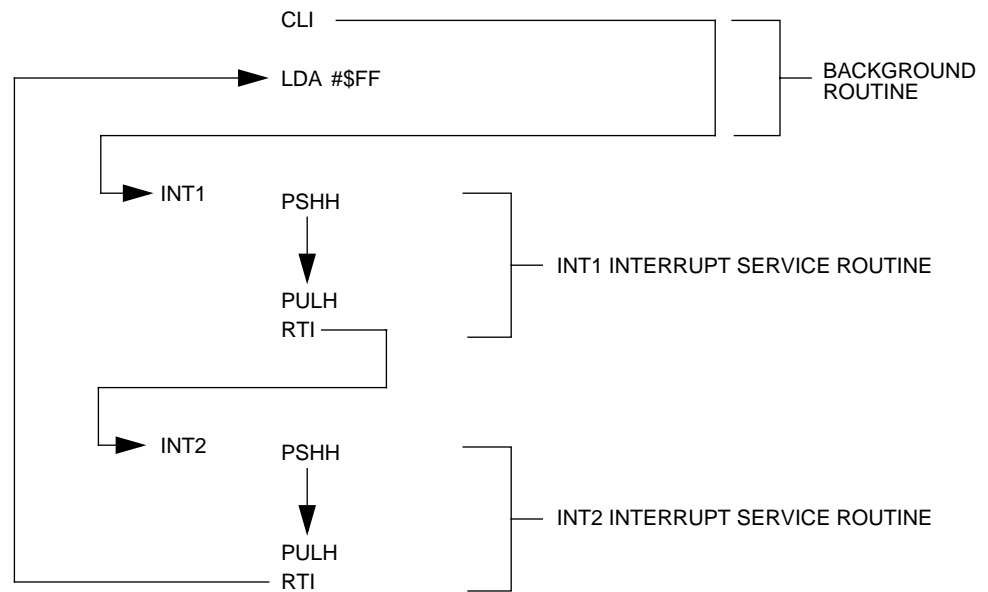 CLI
LDA #$FF
BACKGROUND
ROUTINE
INT1
PSHH
INT1 INTERRUPT SERVICE ROUTINE
PULH
RTI
INT2
PSHH
INT2 INTERRUPT SERVICE ROUTINE
PULH
RTI